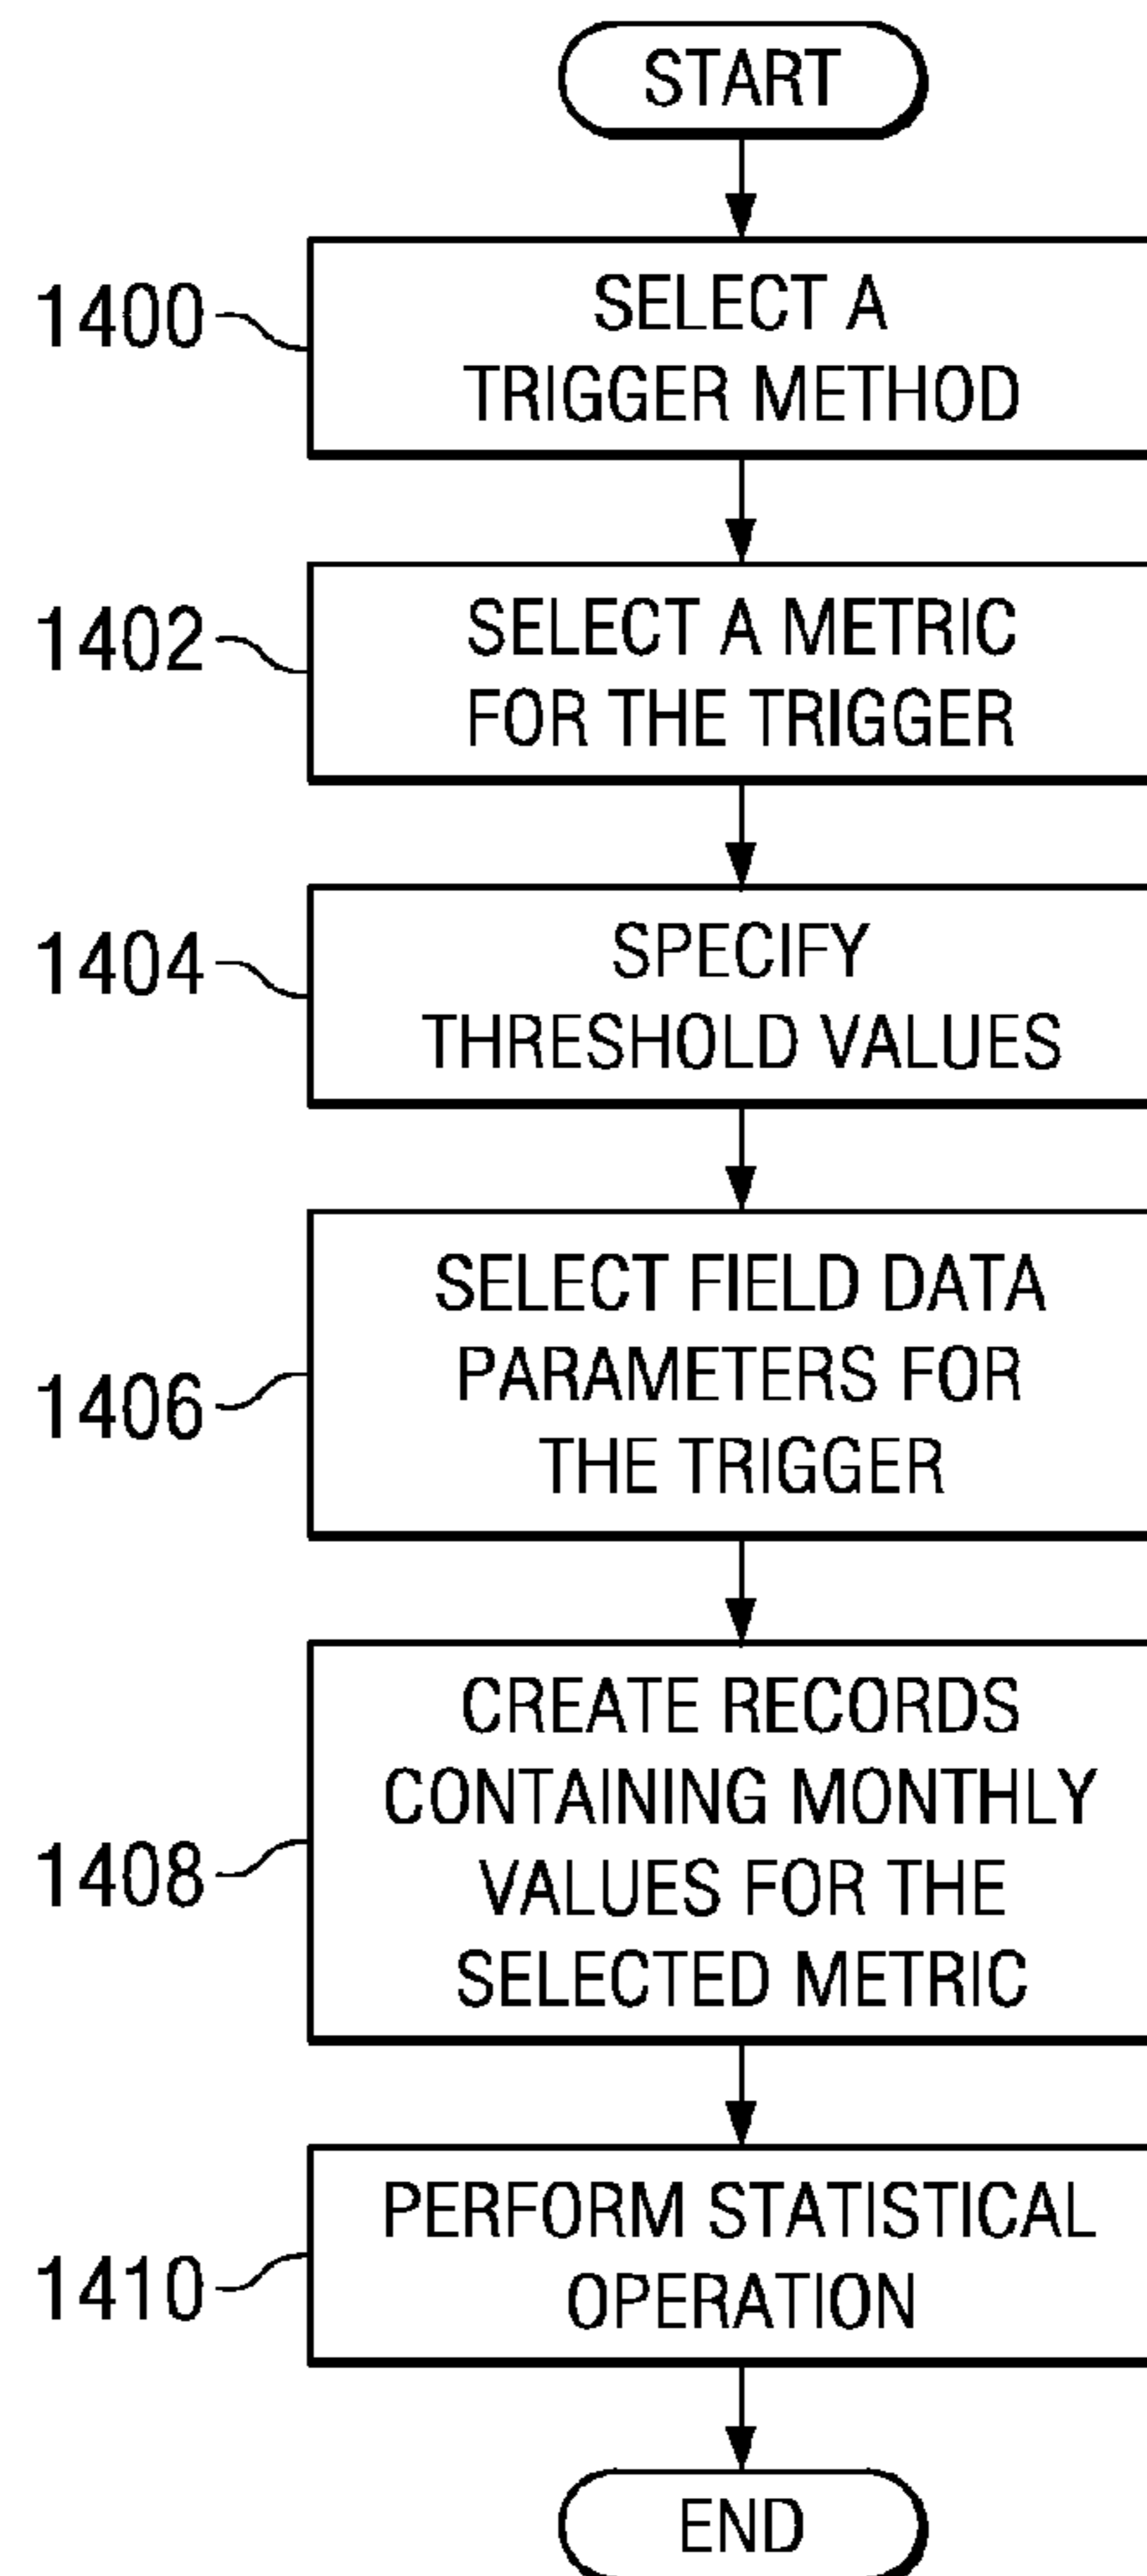 START
1400
SELECT A
TRIGGER METHOD
1402
SELECT A METRIC
FOR THE TRIGGER
1404
SPECIFY
THRESHOLD VALUES
1406
SELECT FIELD DATA
PARAMETERS FOR
THE TRIGGER
1408
CREATE RECORDS
CONTAINING MONTHLY
VALUES FOR THE
SELECTED METRIC
1410
PERFORM STATISTICAL
OPERATION
END